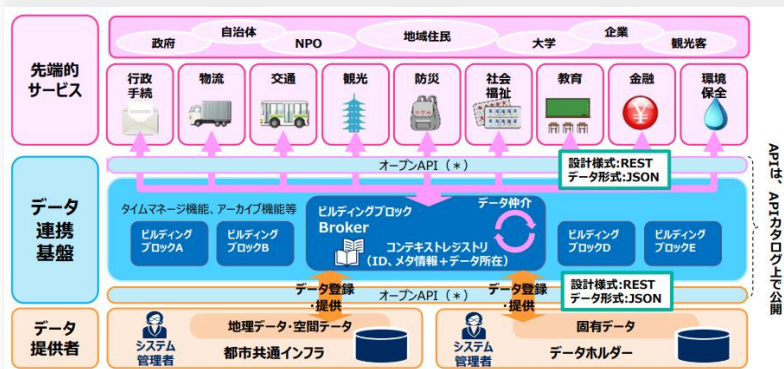 先端的
サービス
政府
自治体
NPO
地域住民
大学
企業
観光客
行政
手続
物流
交通
観光
防災
社会
福祉
教育
金融
環境
保全
オープンAPI（*）
設計様式:REST
データ形式:JSON
データ
連携
基盤
タイムマネージ機能、アーカイブ機能等
ビルディング
ブロックA
ビルディング
ブロックB
ビルディングブロック
Broker
データ仲介
コンテキストレジストリ
（ID、メタ情報＋データ所在）
ビルディング
ブロックD
ビルディング
ブロックE
データ登録
・提供
データ登録
・提供
オープンAPI（*）
設計様式:REST
データ形式:JSON
データ
提供者
システム
管理者
地理データ・空間データ
都市共通インフラ
システム
管理者
固有データ
データホルダー
APIは、APIカタログ上で公開